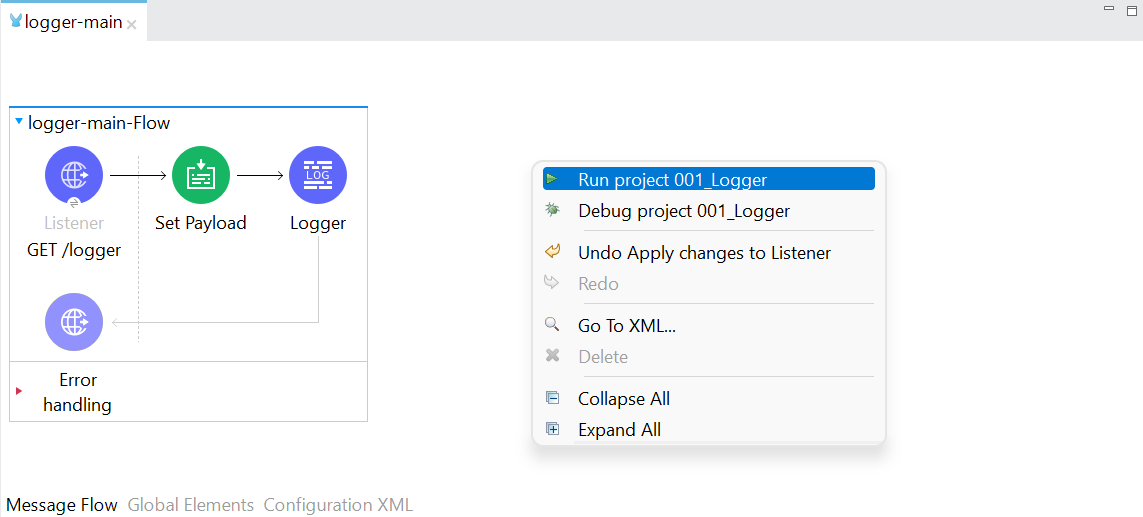 logger-main
logger-main-Flow
LOG
Listener
Set Payload
Logger
GET /logger
Error
handling
Run project 001_Logger
Debug project 001_Logger
Undo Apply changes to Listener
Redo
Go To XML...
Delete
Collapse All
Expand All
Message Flow
Global Elements
Configuration XML